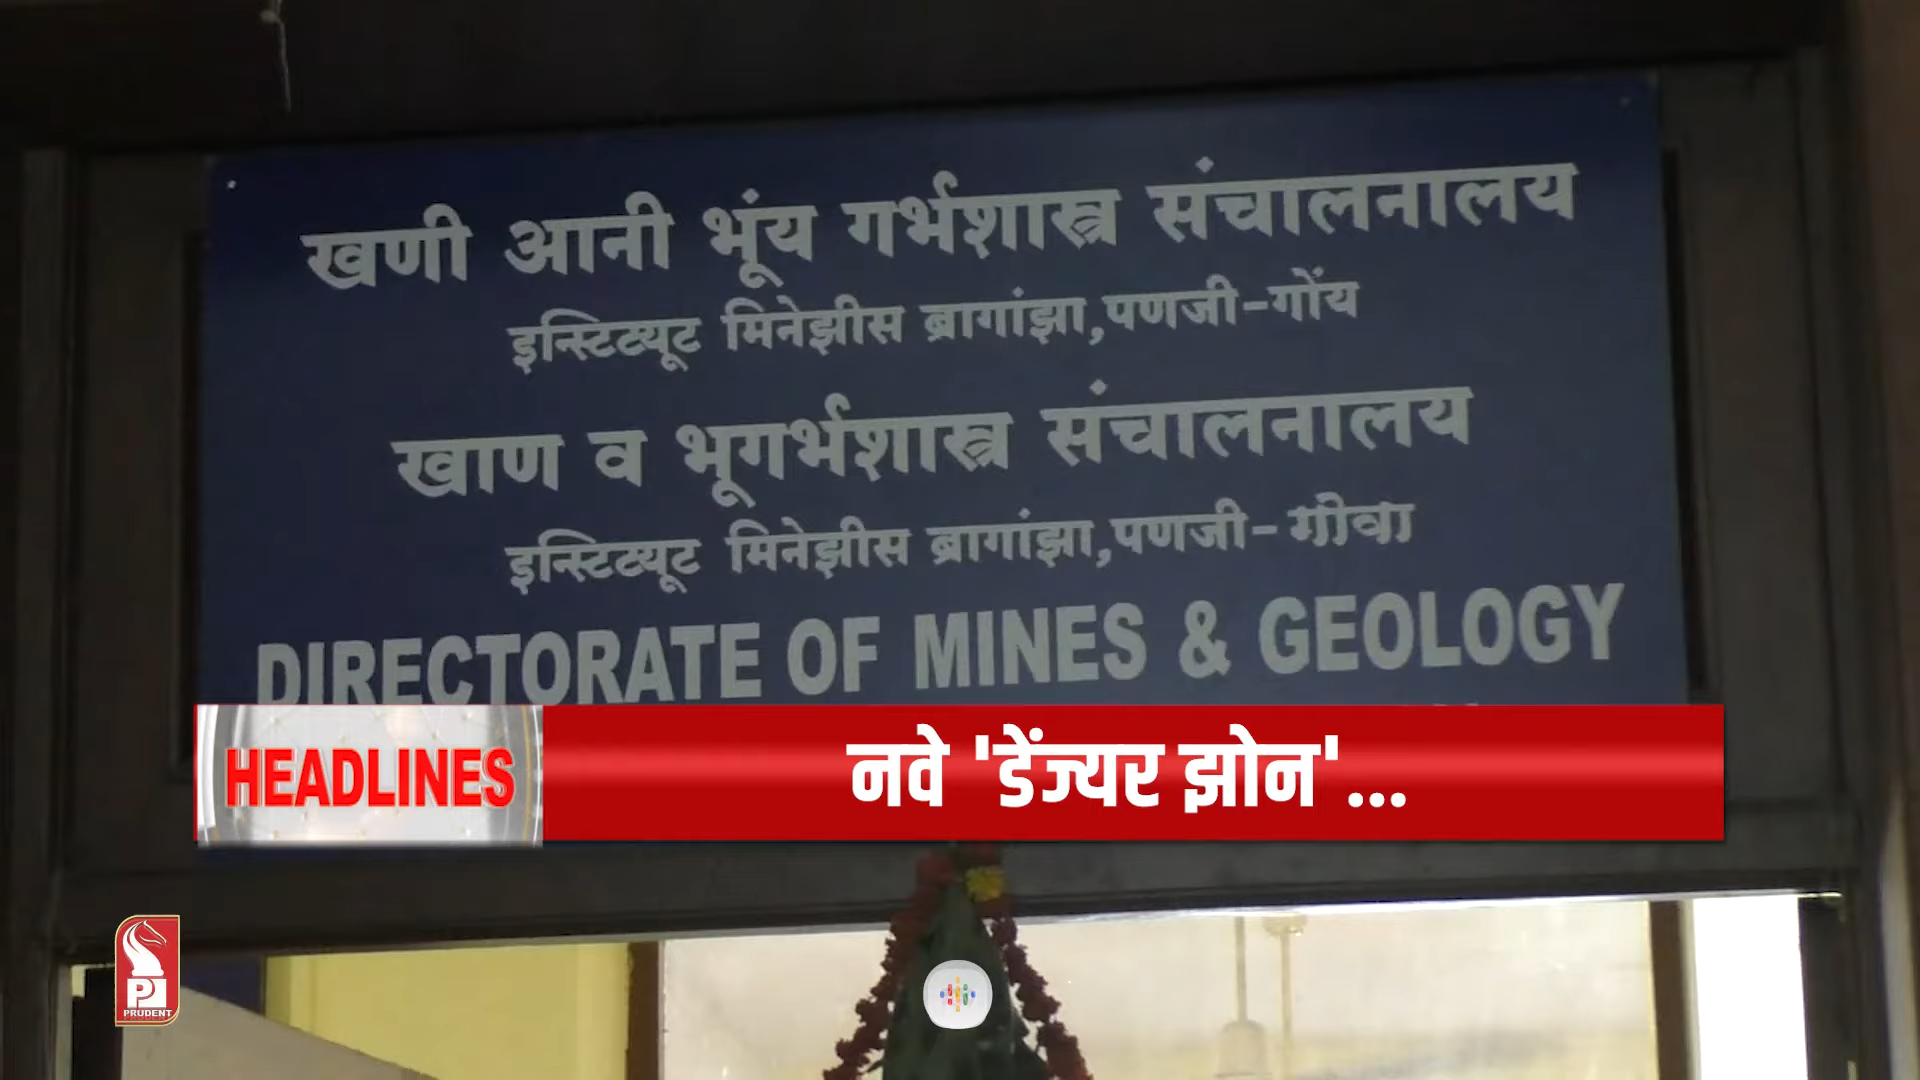 खणी आनी भूंय गर्भशास्त्र संचालनालय
इन्स्टिट्यूट मिनेझीस ब्रागांझा,पणजी-गोंय
खाण व भूगर्भशास्त्र संचालनालय
इन्स्टिट्यूट मिनेझीस ब्रागांझा,पणजी-गोवा
DIRECTORATE OF MINES & GEOLOGY
HEADLINES
नवे 'डेंज्यर झोन'...
PRUDENT